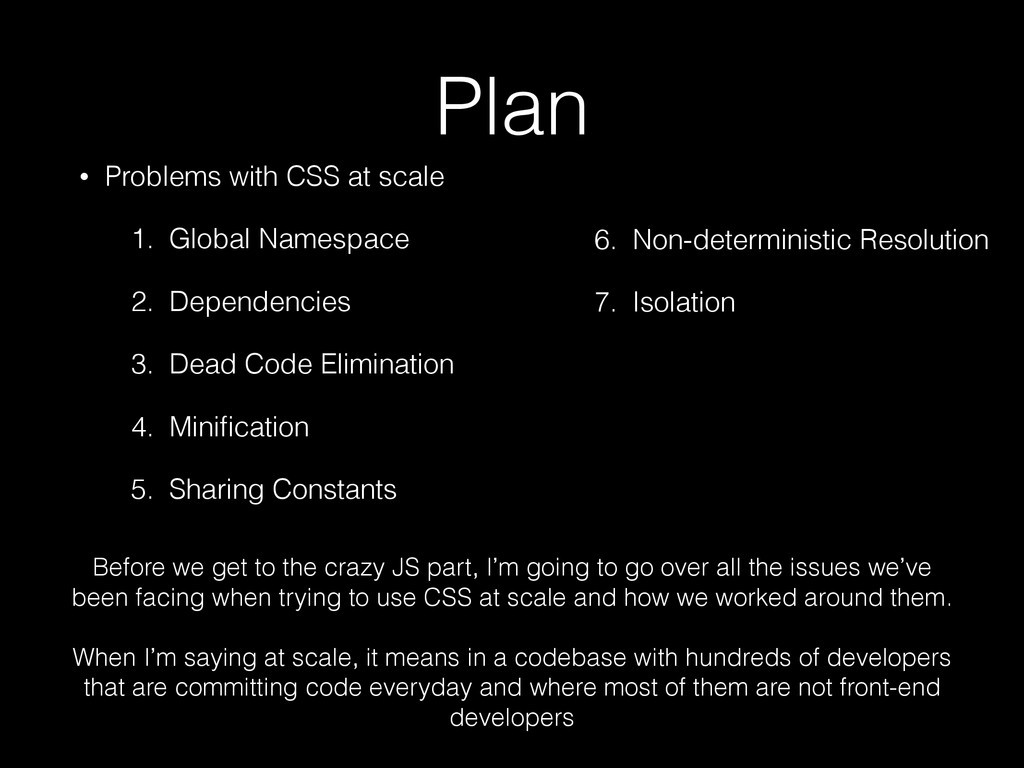 Plan
• Problems with CSS at scale
1. Global Namespace
2. Dependencies
3. Dead Code Elimination
4. Minification
5. Sharing Constants
6. Non-deterministic Resolution
7. Isolation
Before we get to the crazy JS part, I’m going to go over all the issues we’ve
been facing when trying to use CSS at scale and how we worked around them.
When I’m saying at scale, it means in a codebase with hundreds of developers
that are committing code everyday and where most of them are not front-end
developers